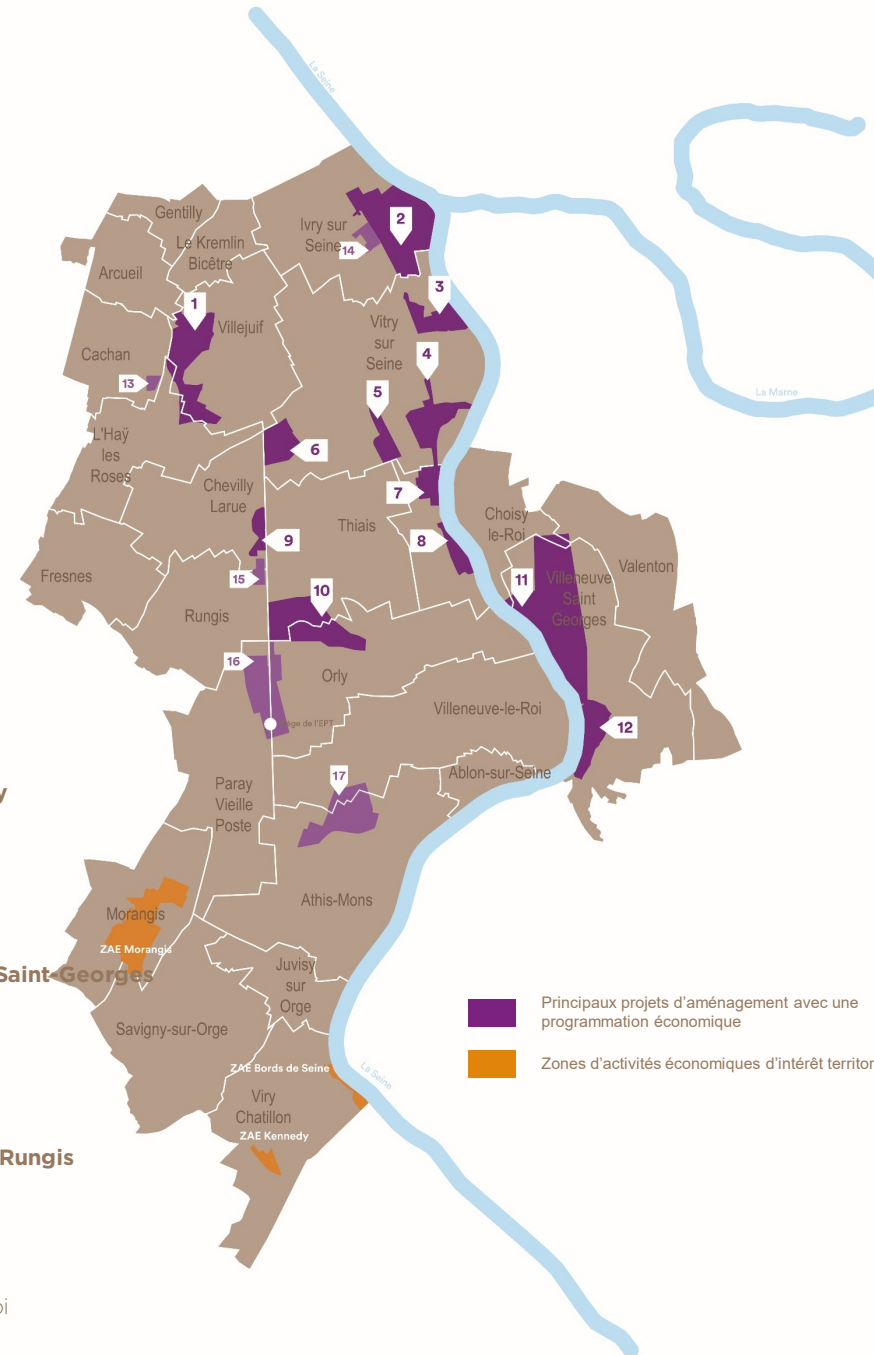 La Seine
Gentilly
Ivry sur
Seine
2
14
Le Kremlin
Bicêtre
Arcueil
3
1
Villejuif
Vitry
sur
Seine
Cachan
4
13
5
L'Haÿ
les
Roses
La Marne
6
Chevilly
Larue
7
Thiais
Choisy
le-Roi
9
8
Fresnes
15
10
11
Villeneuve
Saint
Georges
Valenton
Rungis
16
Orly
ge de l'EPT
Villeneuve-le-Roi
12
17
Ablon-sur-Seine
Paray
Vieille
Poste
y
Athis-Mons
Morangis
ZAE Morangis
Saint-Georges
Juvisy
sur
Orge
Savigny-sur-Orge
Principaux projets d'aménagement avec une
programmation économique
Zones d'activités économiques d'intérêt territor
ZAE Bords de Seine
La Seine
Viry
Chatillon
ZAE Kennedy
Rungis
oi